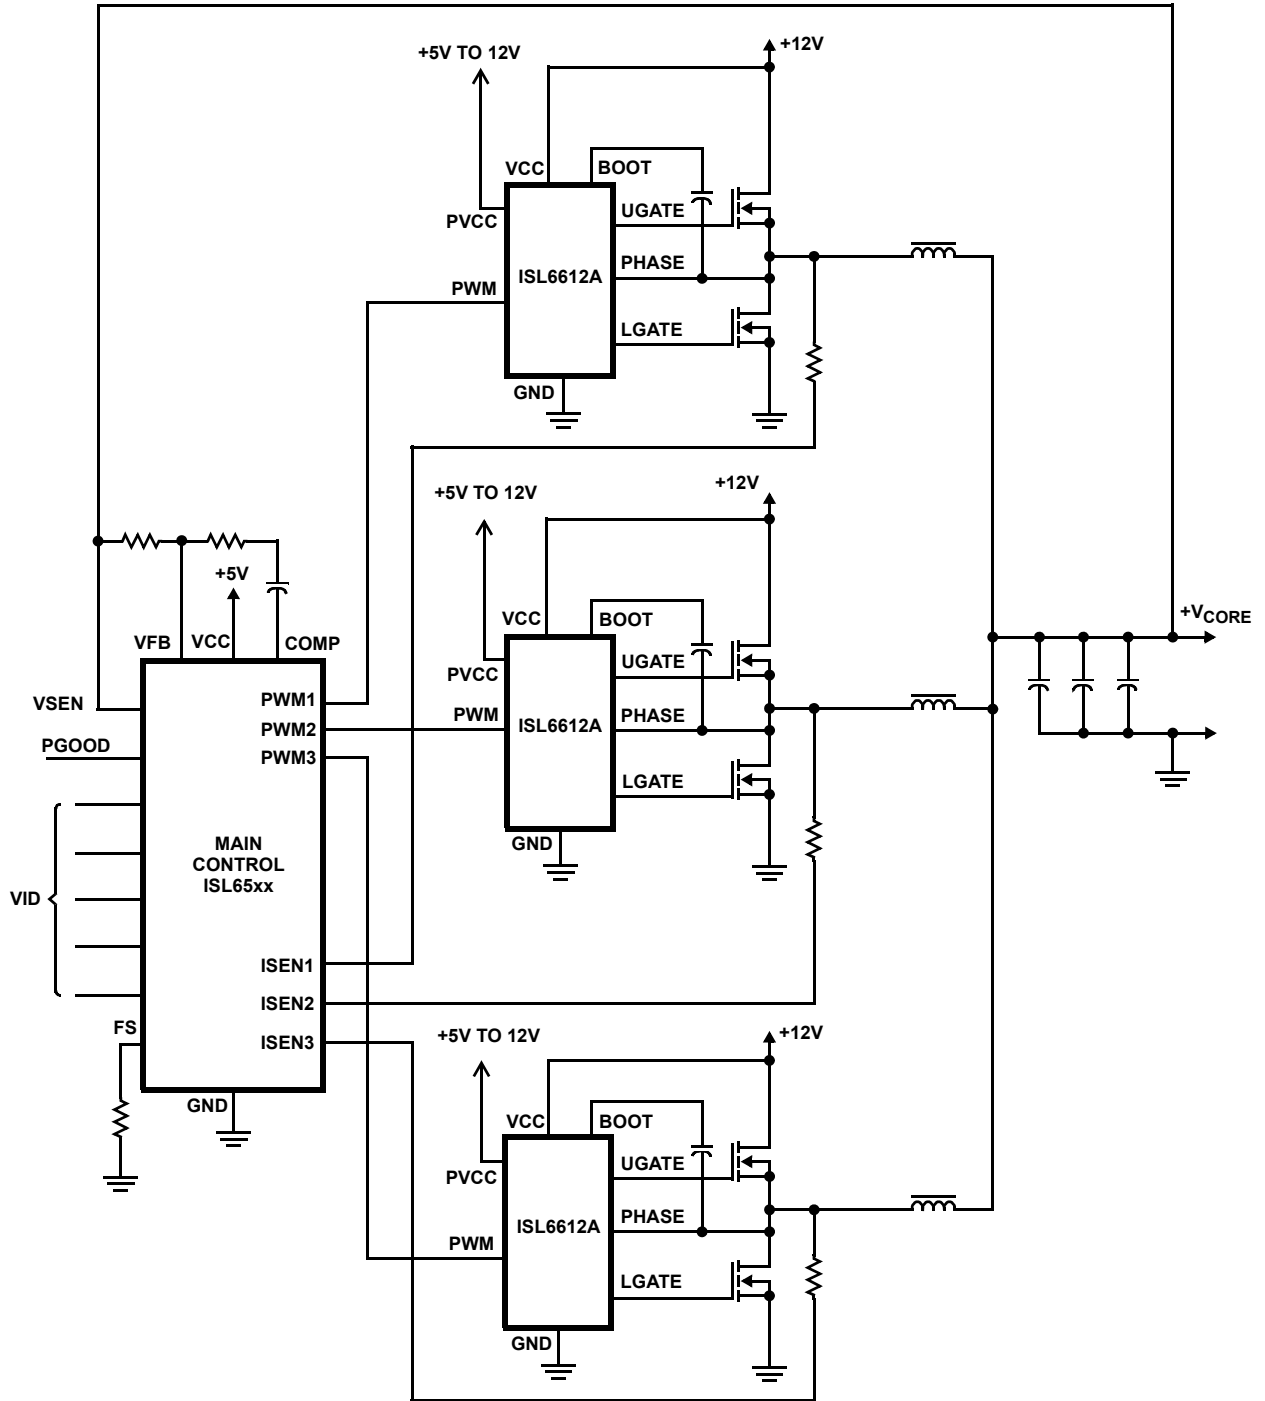 +12V
+5V TO 12V
VCC
BOOT
UGATE
PVCC
PHASE
ISL6612A
PWM
LGATE
GND
+12V
+5V TO 12V
+5V
VCC
BOOT
+VCORE
VFB
VCC
COMP
UGATE
PVCC
VSEN
PWM1
PWM
PHASE
PWM2
ISL6612A
PGOOD
PWM3
LGATE
MAIN
CONTROL
ISL65xx
GND
VID
ISEN1
ISEN2
FS
ISEN3
+5V TO 12V
+12V
GND
VCC
BOOT
UGATE
PVCC
PHASE
ISL6612A
PWM
LGATE
GND